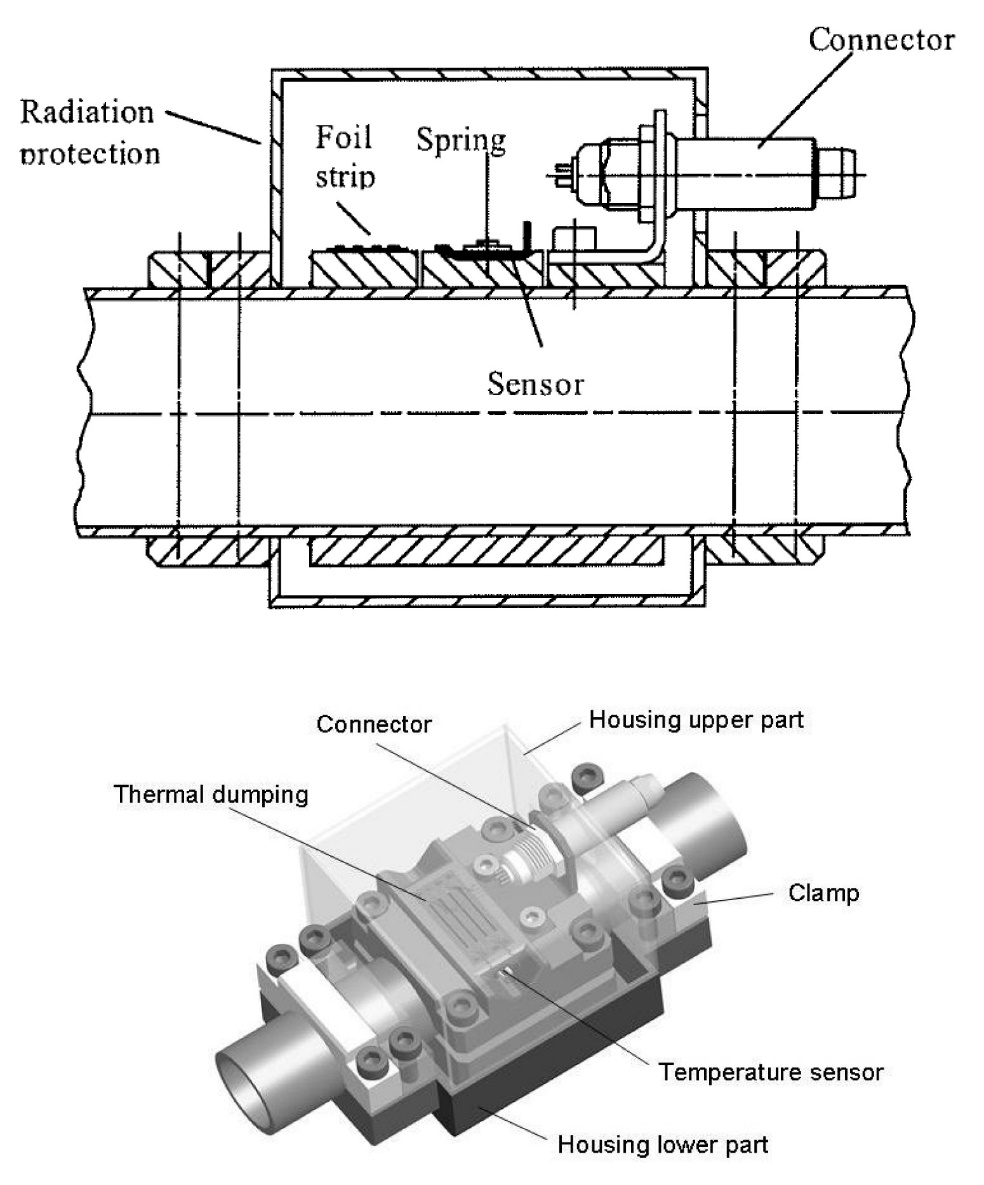 Connector
Radiation
protection
Foil
strip
Spring
Sensor
Connector
Housing upper part
Thermal dumping
Clamp
Temperature sensor
Housing lower part